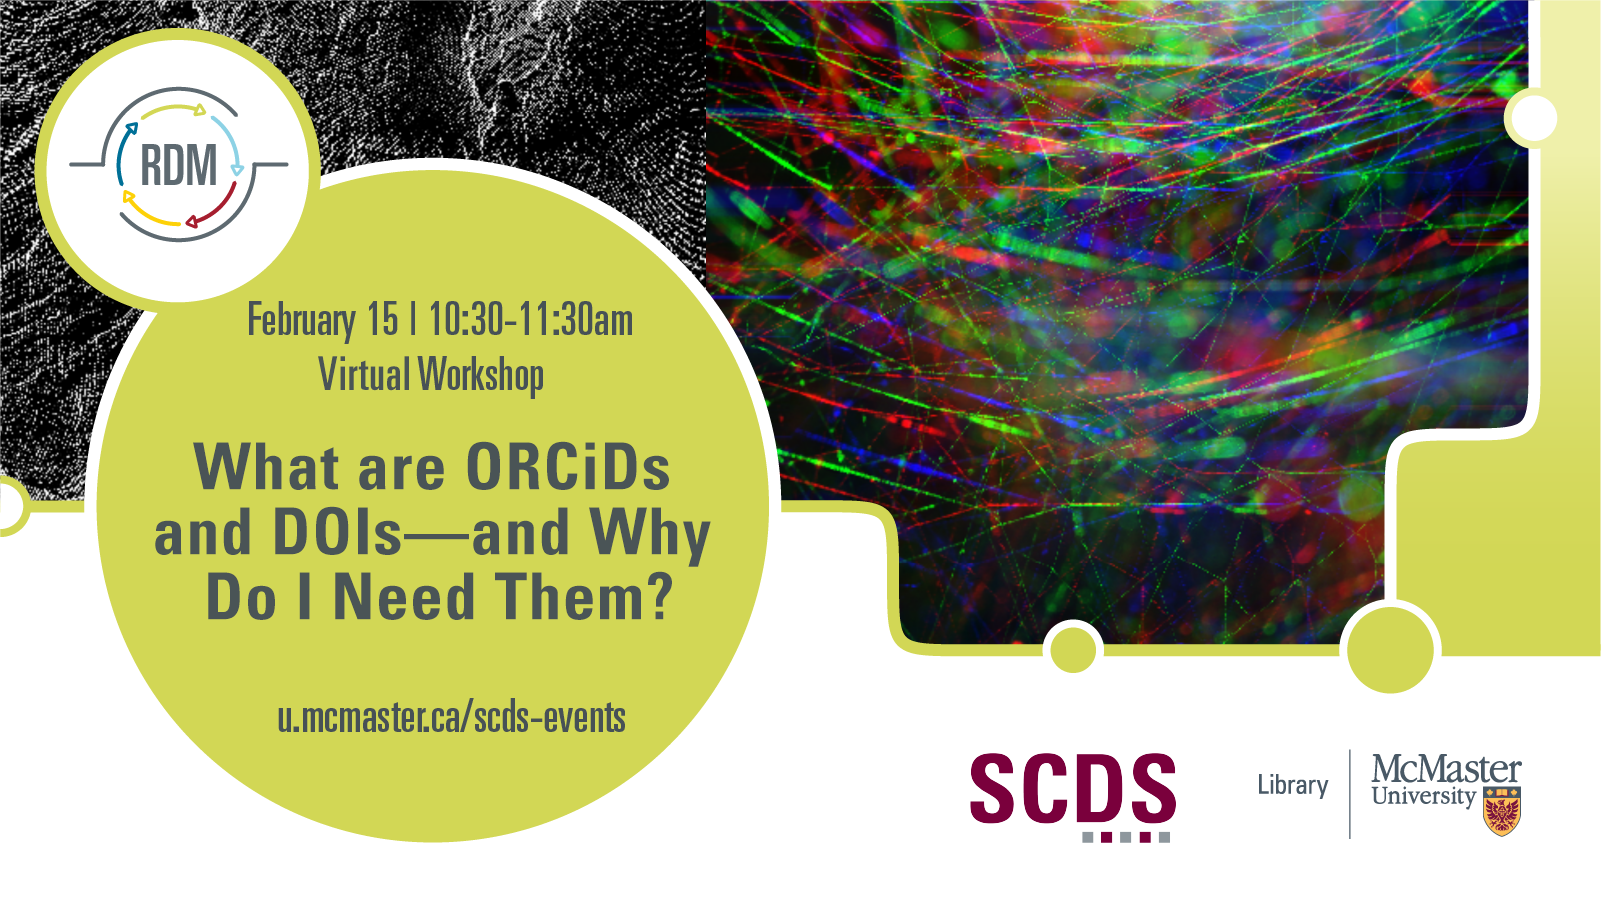 RDM
February 15 | 10:30-11:30am
Virtual Workshop
What are ORCiDs
and DOIs—and Why
Do I Need Them?
u.mcmaster.ca/scds-events
SCDS
Library
McMaster
University